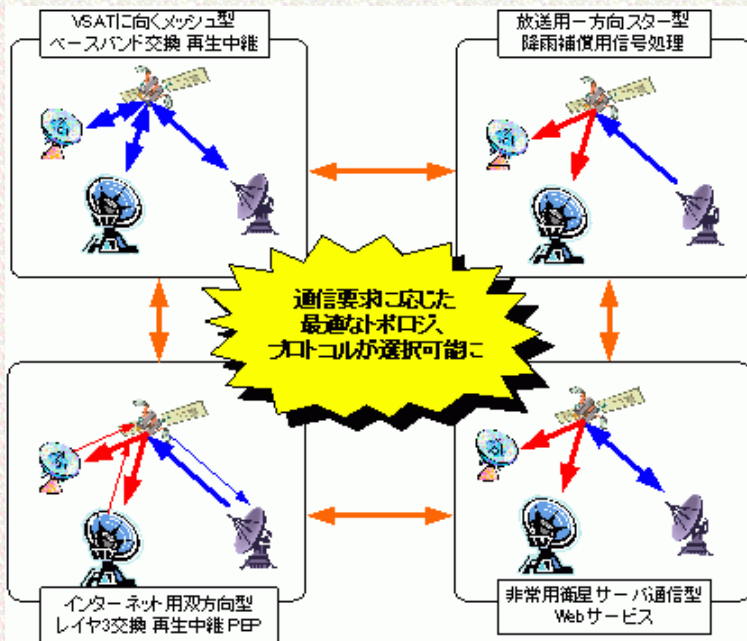 VSATに向くメッシュ型
ベースバンド交換 再生中継
放送用一方向スター型
降雨補償用信号処理
通信要求に応じた
最適なトポロジ、
プロトコルが選択可能に
インターネット用双方向型
レイヤ3交換 再生中継 PEP
非常用衛星サーバ通信型
Webサービス